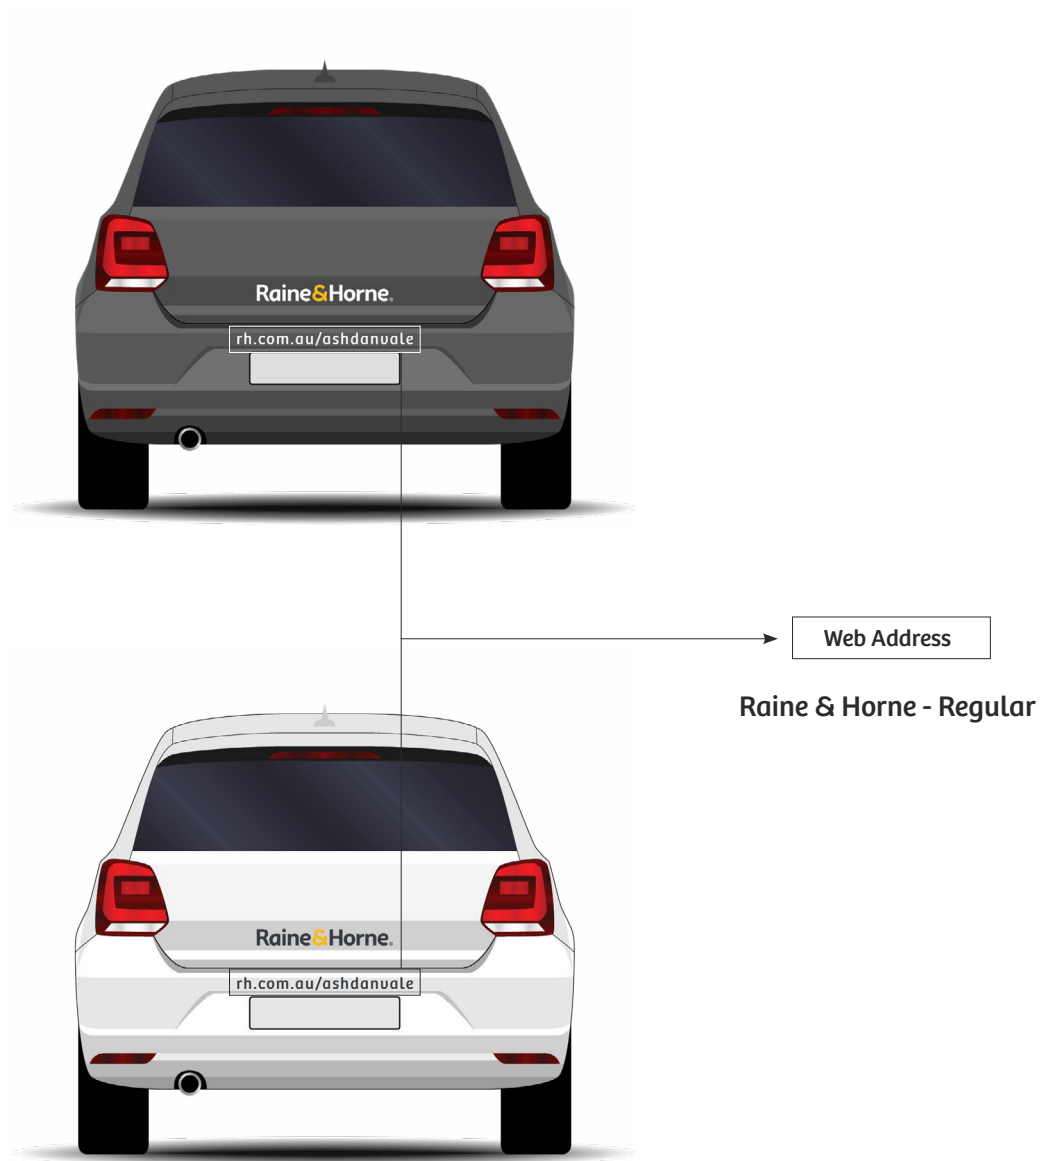 Raine&Horne.
rh.com.au/ashdanvale
Web Address
Raine & Horne - Regular
Raine&Horne.
rh.com.au/ashdanvale